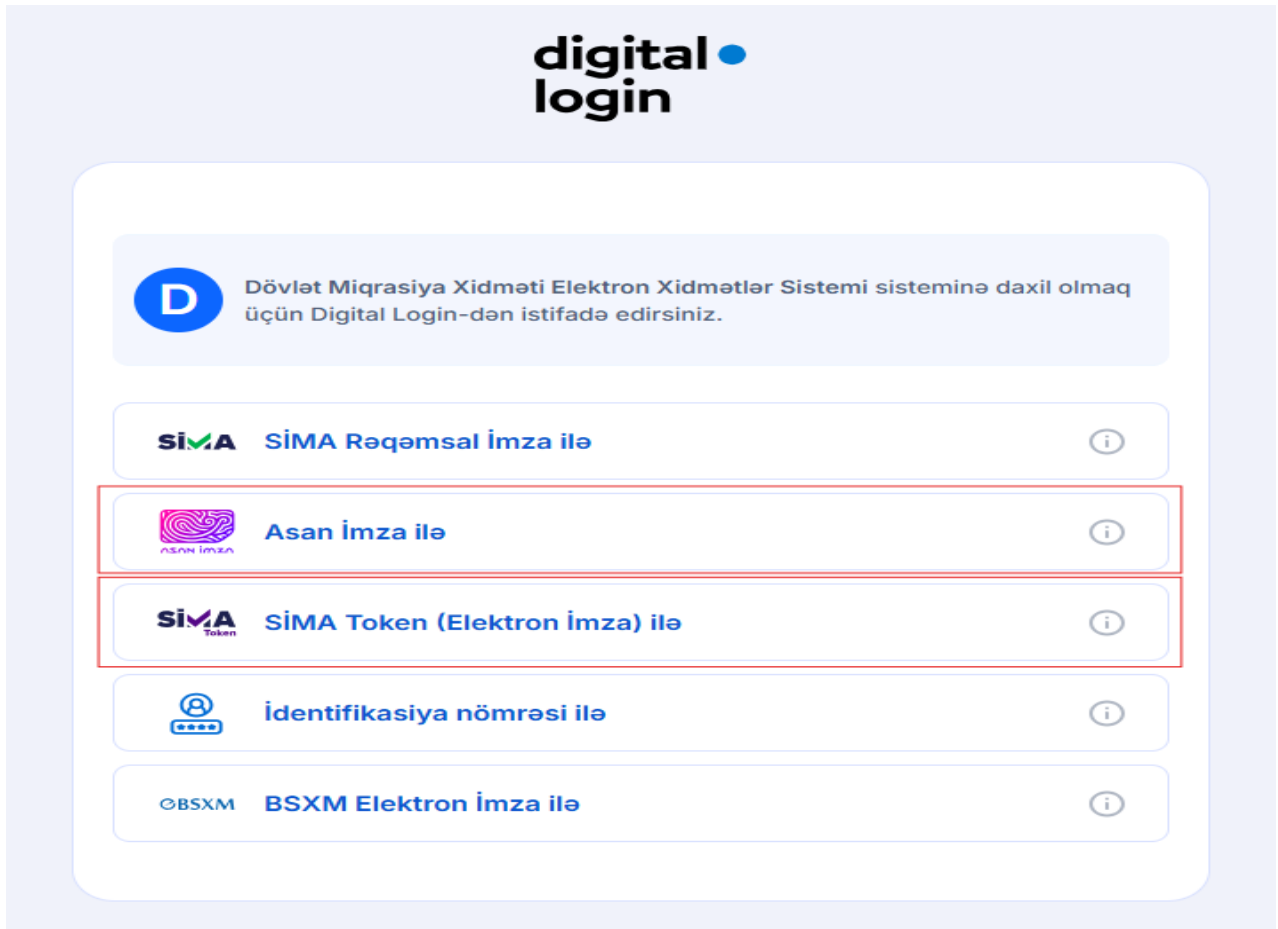 digital
login
D
Dövlət Miqrasiya Xidməti Elektron Xidmətlər Sistemi sisteminə daxil olmaq
üçün Digital Login-dən istifadə edirsiniz.
SİMA SİMA Rəqəmsal İmza ilə
ASAN İMZA Asan İmza ilə
SİMA Token SİMA Token (Elektron İmza) ilə
**** İdentifikasiya nömrəsi ilə
BSXM BSXM Elektron İmza ilə